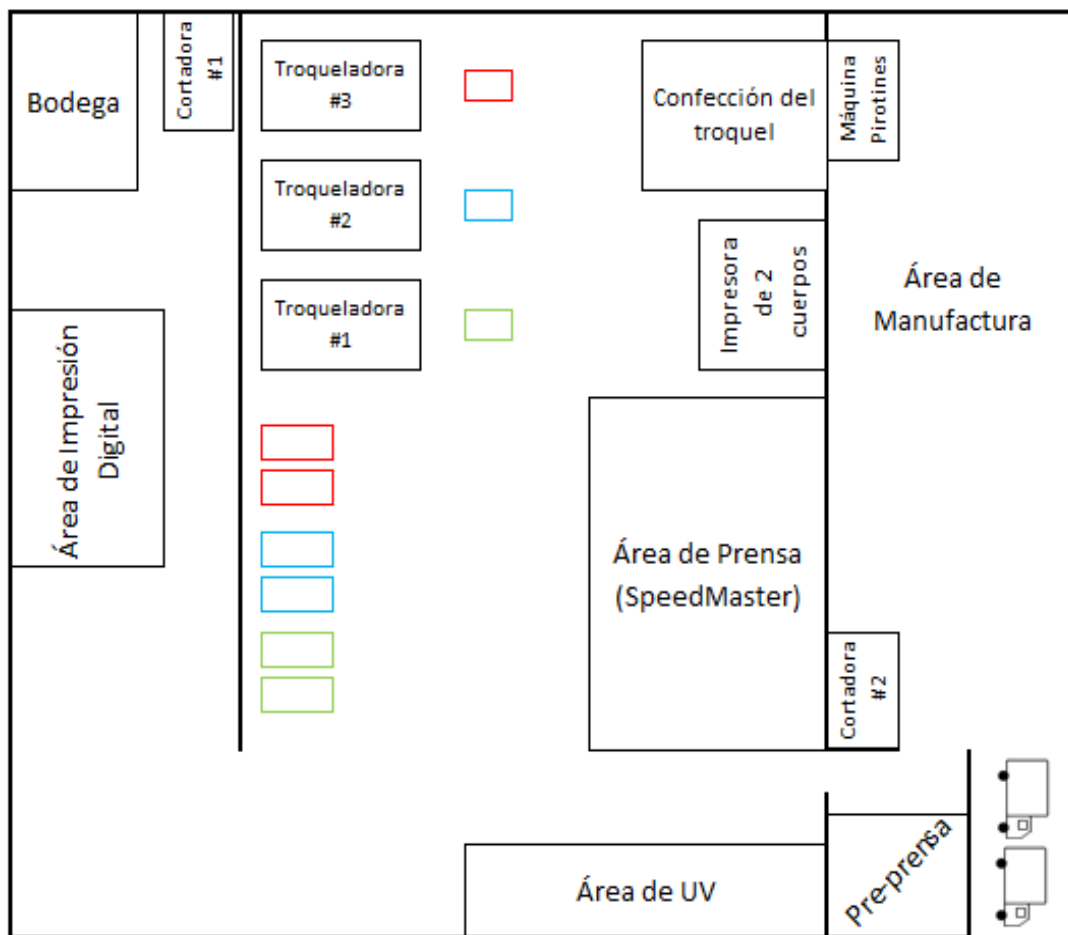 Bodega
Cortadora
#1
Troqueladora
#3
Confección del
troquel
Máquina
Pirotines
Troqueladora
#2
Impresora
de 2
cuerpos
Área de
Manufactura
Troqueladora
#1
Área de Impresión
Digital
Área de Prensa
(SpeedMaster)
Cortadora
#2
Área de UV
Pre-prensa